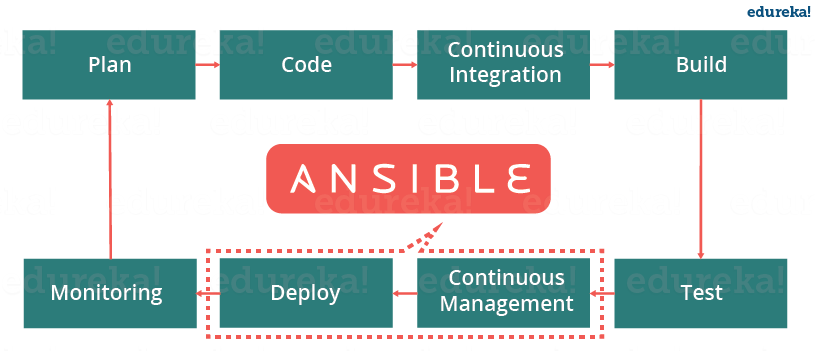 edureka!
Plan
Code
Continuous
Integration
Build
ANSIBLE
Monitoring
Deploy
Continuous
Management
Test